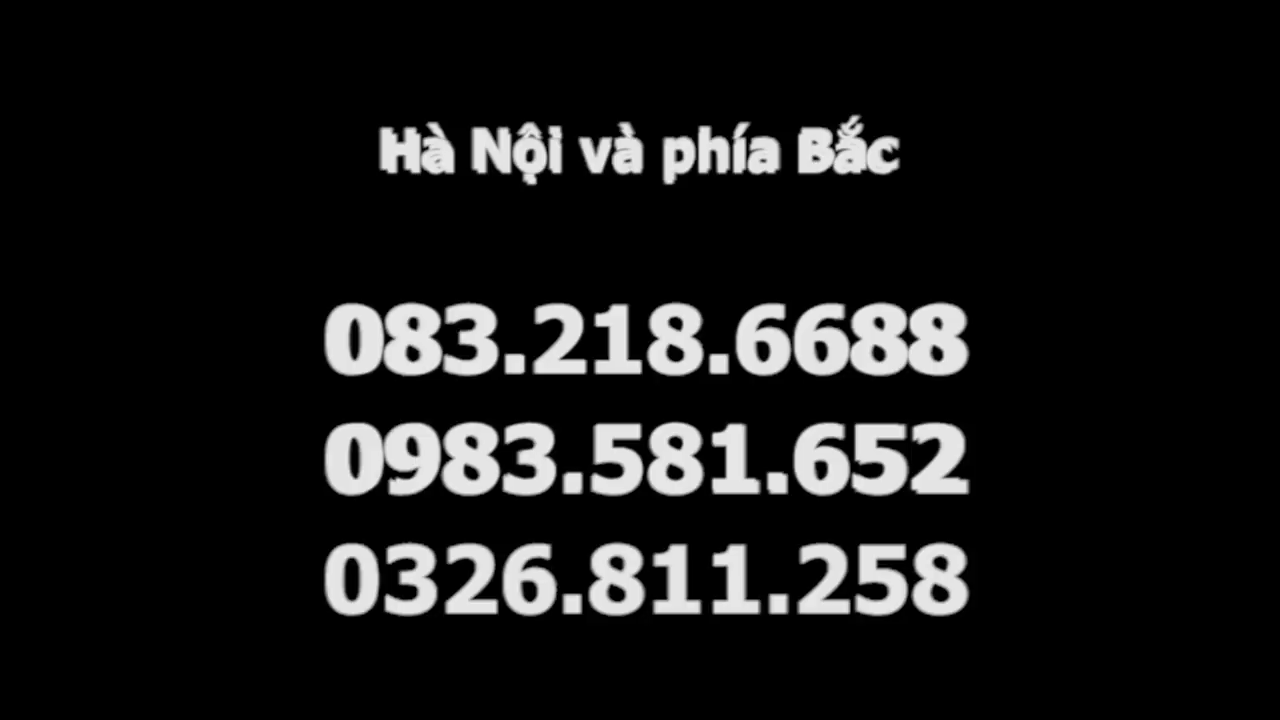 Hà Nội và phía Bắc
083.218.6688
0983.581.652
0326.811.258